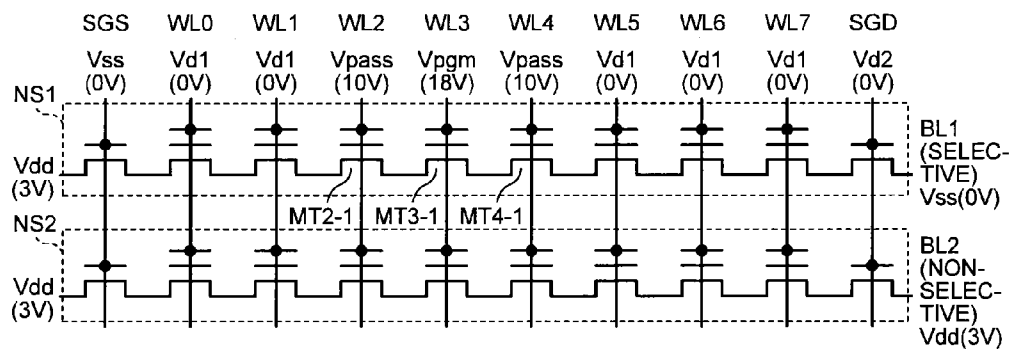 SGS WL0 WL1 WL2 WL3 WL4 WL5 WL6 WL7 SGD
Vss Vd1 Vd1 Vpass Vpgm Vpass Vd1 Vd1 Vd1 Vd2
(0V) (0V) (0V) (10V) (18V) (10V) (0V) (0V) (0V) (0V)
NS1
Vdd
(3V)
BL1
(SELEC-
TIVE)
Vss(0V)
MT2-1 MT3-1 MT4-1
NS2
Vdd
(3V)
BL2
(NON-
SELEC-
TIVE)
Vdd(3V)